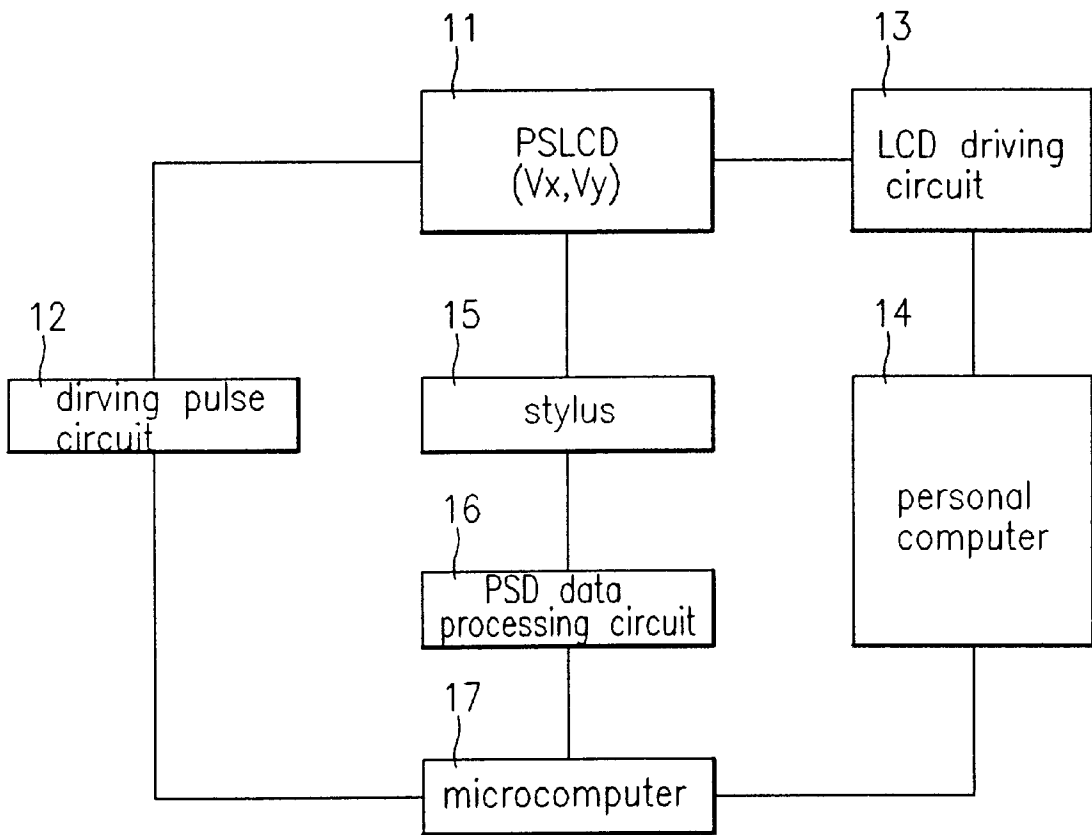 11
PSLCD
(Vx,Vy)
13
LCD driving
circuit
12
dirving pulse
circuit
15
stylus
14
personal
computer
16
PSD data
processing circuit
17
microcomputer